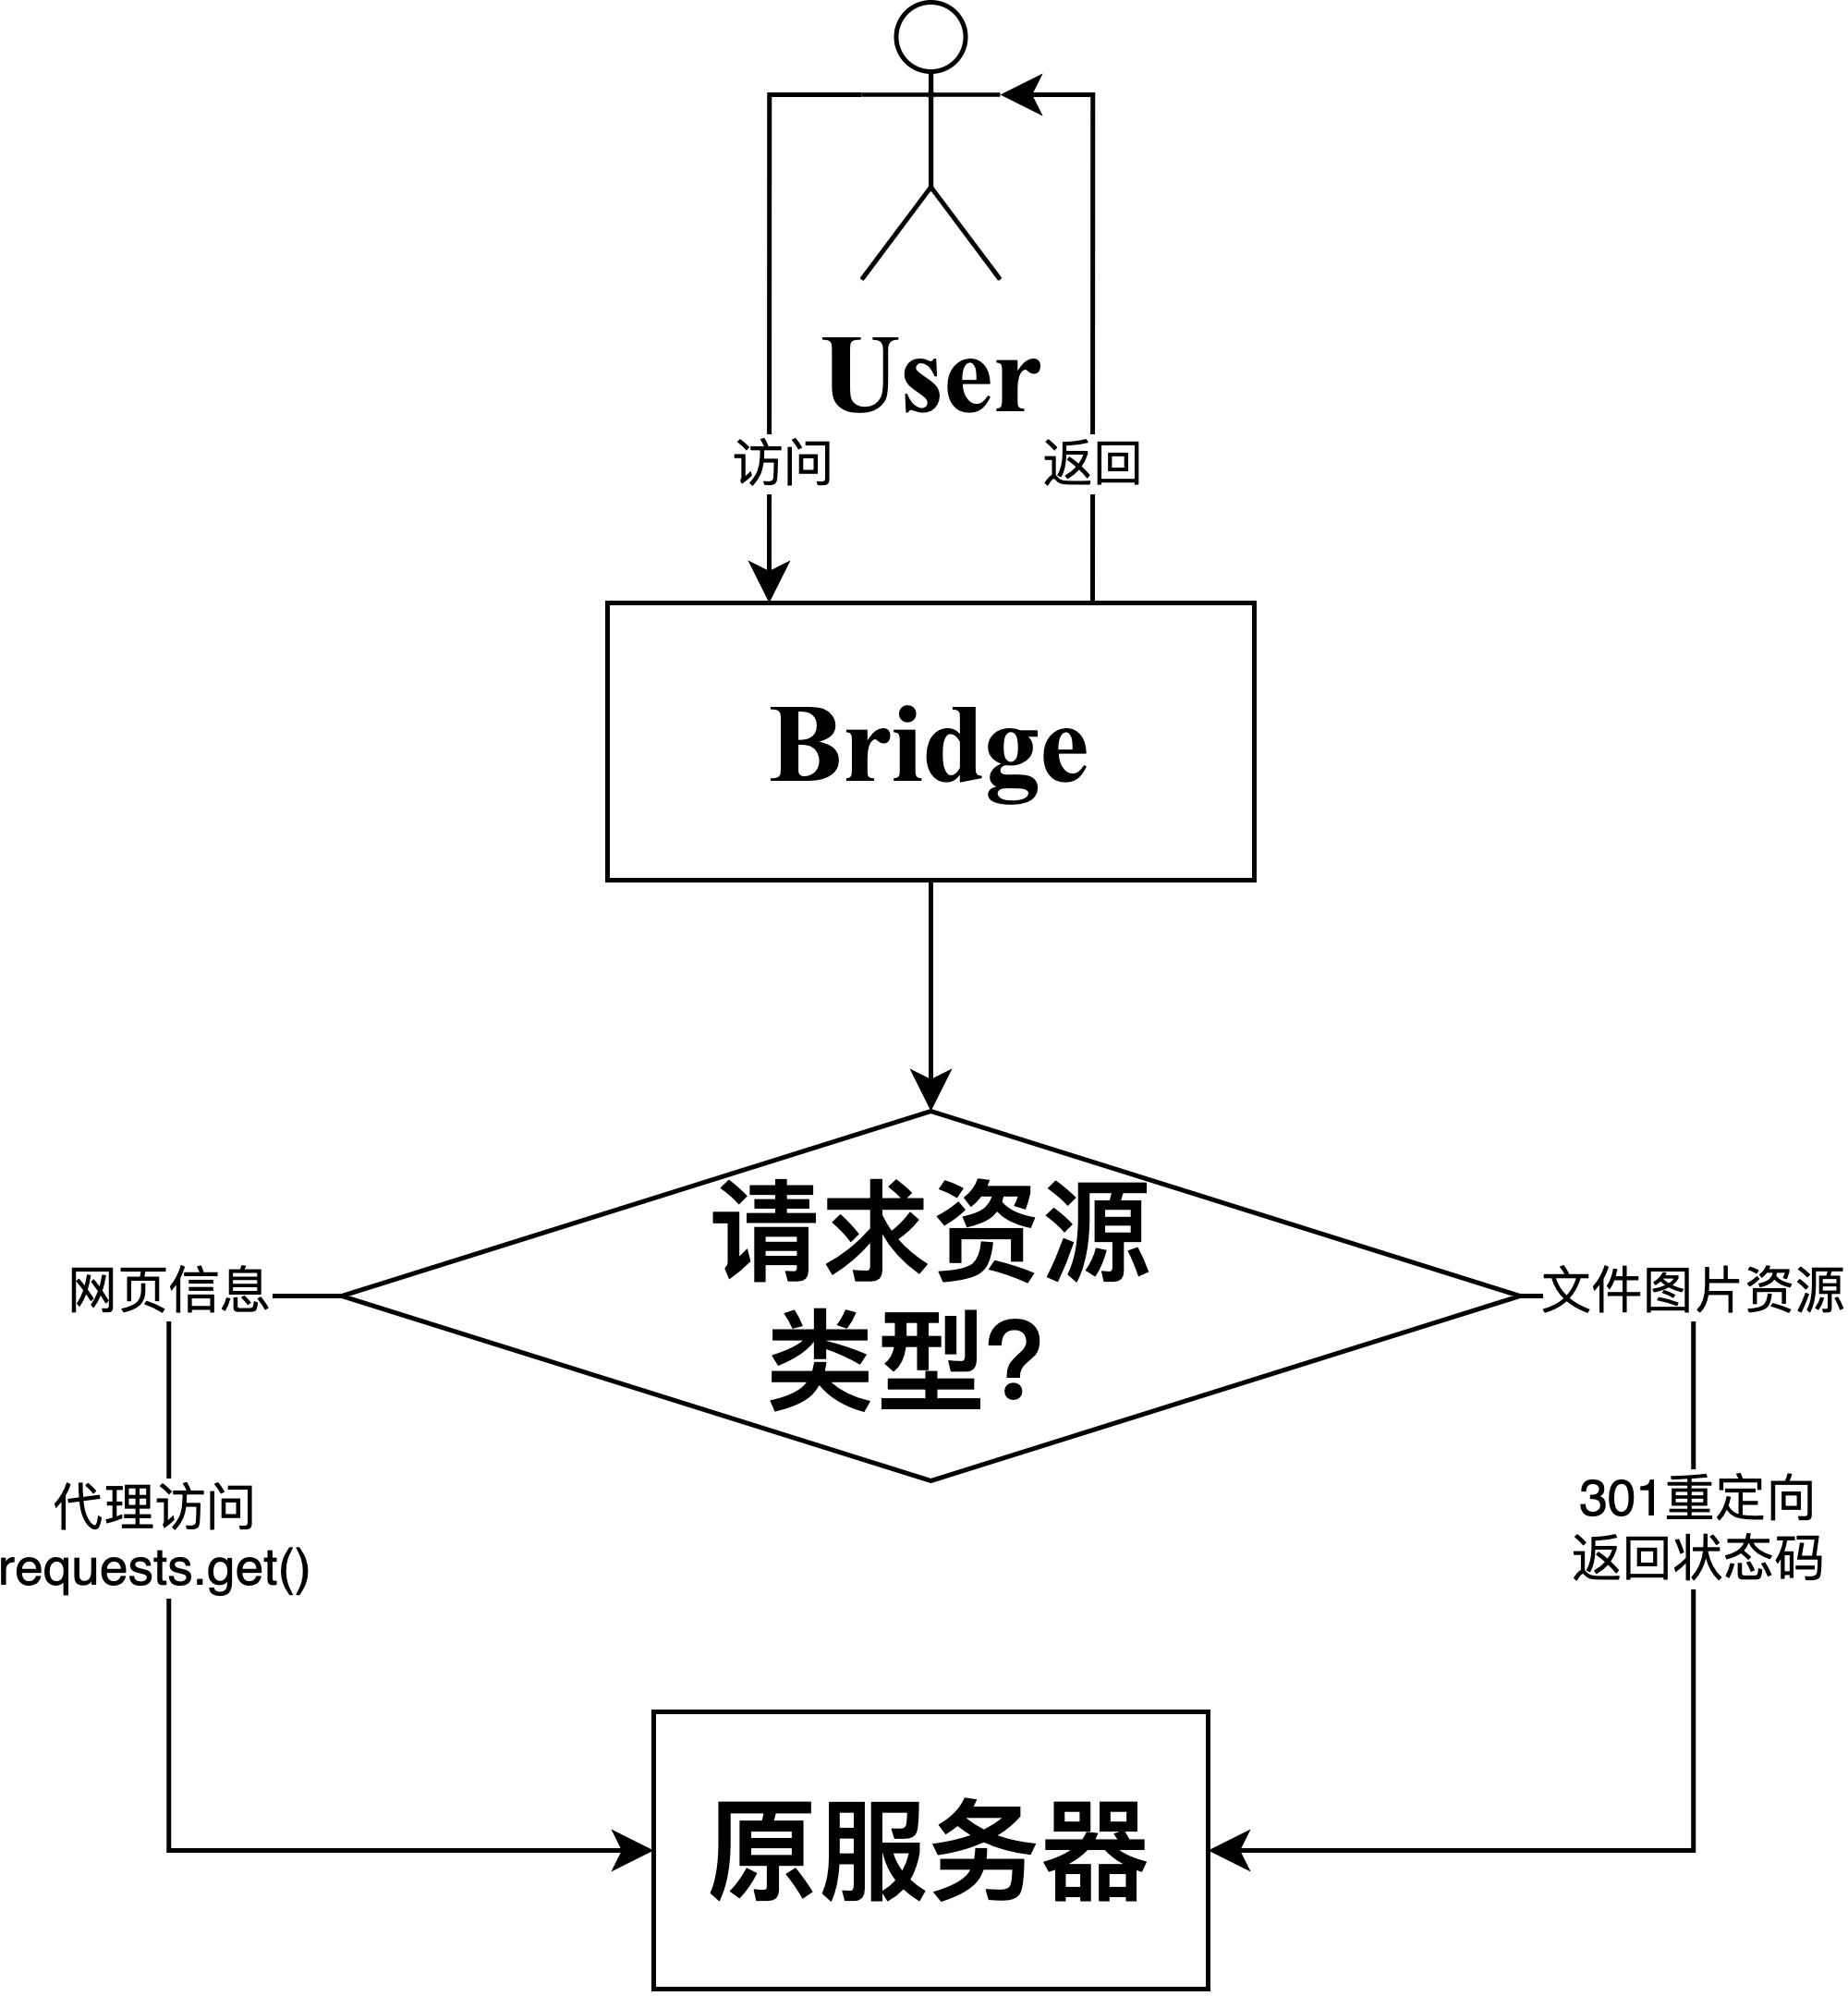 User
访问
返回
Bridge
请求资源
类型？
网页信息
文件图片资源
代理访问
requests.get()
301重定向
返回状态码
原服务器